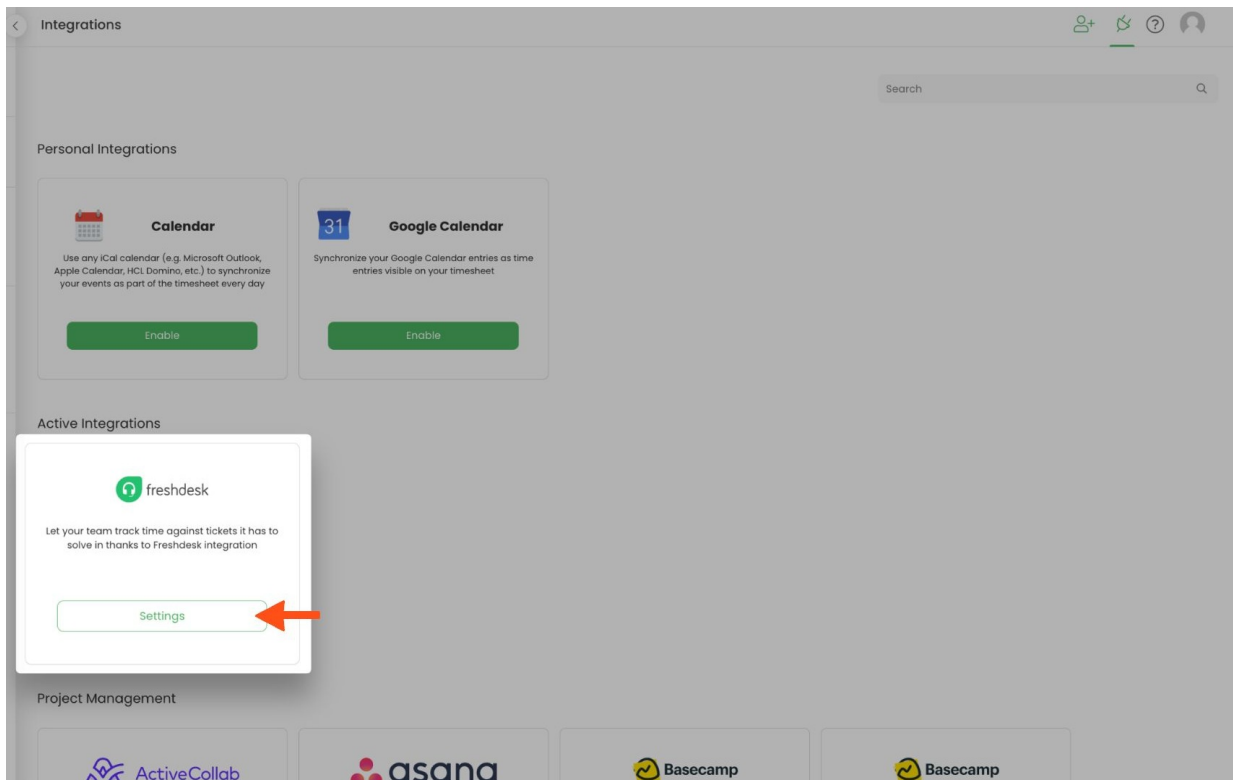 Integrations
Search
Personal Integrations
Calendar
Use any iCal calendar (e.g. Microsoft Outlook,
Apple Calendar, HCL Domino, etc.) to synchronize
your events as part of the timesheet every day
Enable
31
Google Calendar
Synchronize your Google Calendar entries as time
entries visible on your timesheet
Enable
Active Integrations
freshdesk
Let your team track time against tickets it has to
solve in thanks to Freshdesk integration
Settings
Project Management
ActiveCollab
asana
Basecamp
Basecamp